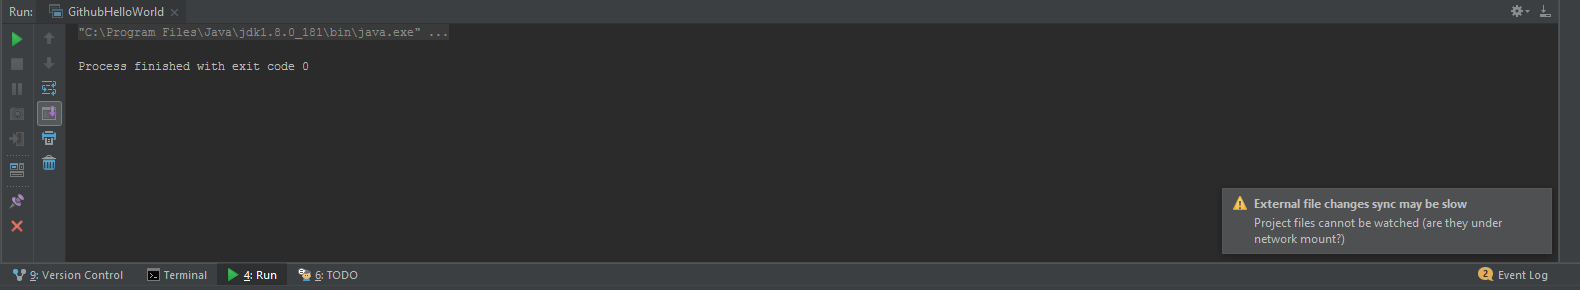 Run: GithubHelloWorld
"C:\Program Files\Java\jdk1.8.0_181\bin\java.exe" ...
Process finished with exit code 0
External file changes sync may be slow
Project files cannot be watched (are they under
network mount?)
9: Version Control Terminal 4: Run 6: TODO 2 Event Log